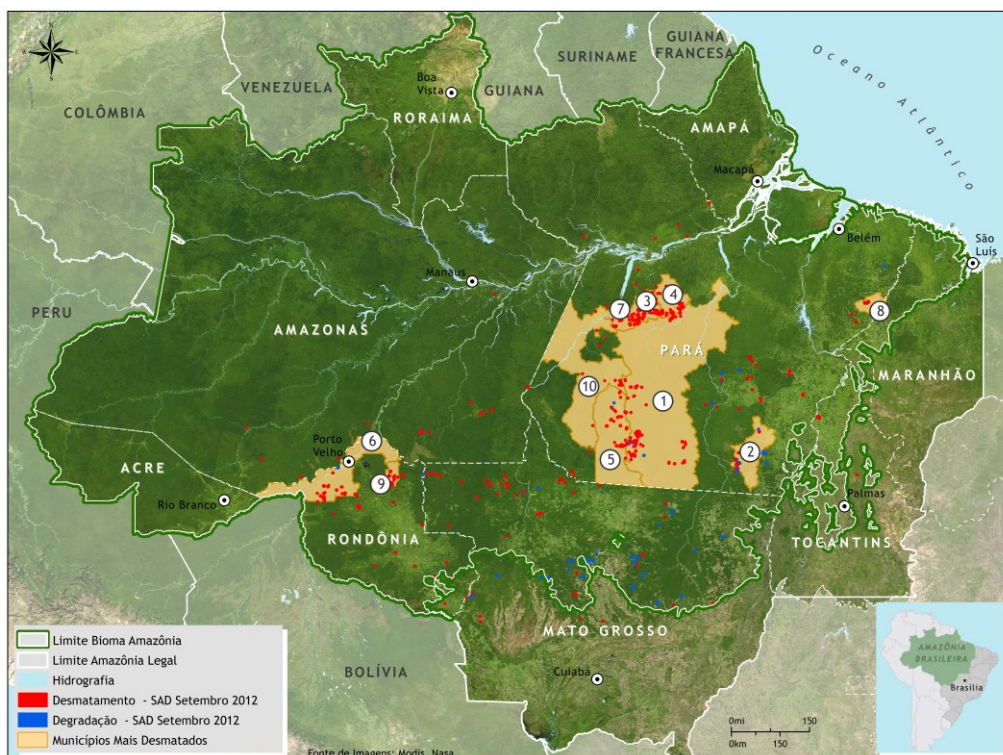 N
S
E
W
COLÔMBIA
VENEZUELA
GUIANA
SURINAME
GUIANA
FRANCESA
Oceano Atlântico
Boa
Vista
RORAIMA
AMAPÁ
Macapá
Belém
São
Luis
Manaus
AMAZONAS
PERU
7
3
4
8
PARÁ
MARANHÃO
10
1
6
Porto
Velho
2
5
9
ACRE
Rio Branco
Palmas
RONDÔNIA
TOCANTINS
MATO GROSSO
BOLÍVIA
Cuiabá
Limite Bioma Amazônia
Limite Amazônia Legal
Hidrografia
Desmatamento - SAD Setembro 2012
Degradação - SAD Setembro 2012
Municípios Mais Desmatados
Fonte de Imagens: Modis, Nasa
0mi 150
0km 150
AMAZÔNIA
BRASILEIRA
Brasília